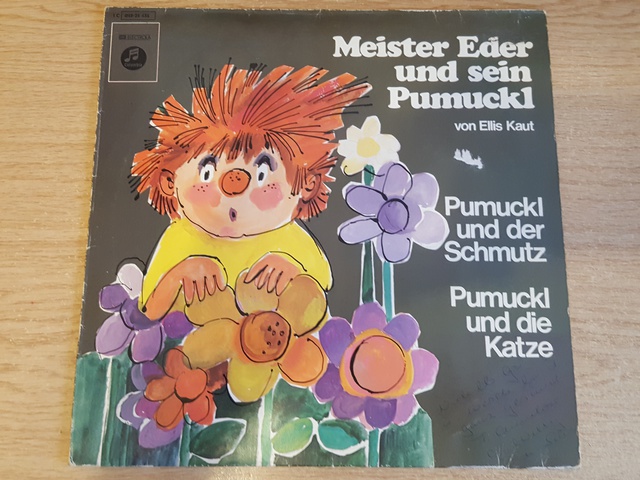 Meister Eder
und sein
Pumuckl
von Ellis Kaut
Pumuckl
und der
Schmutz
Pumuckl
und die
Katze